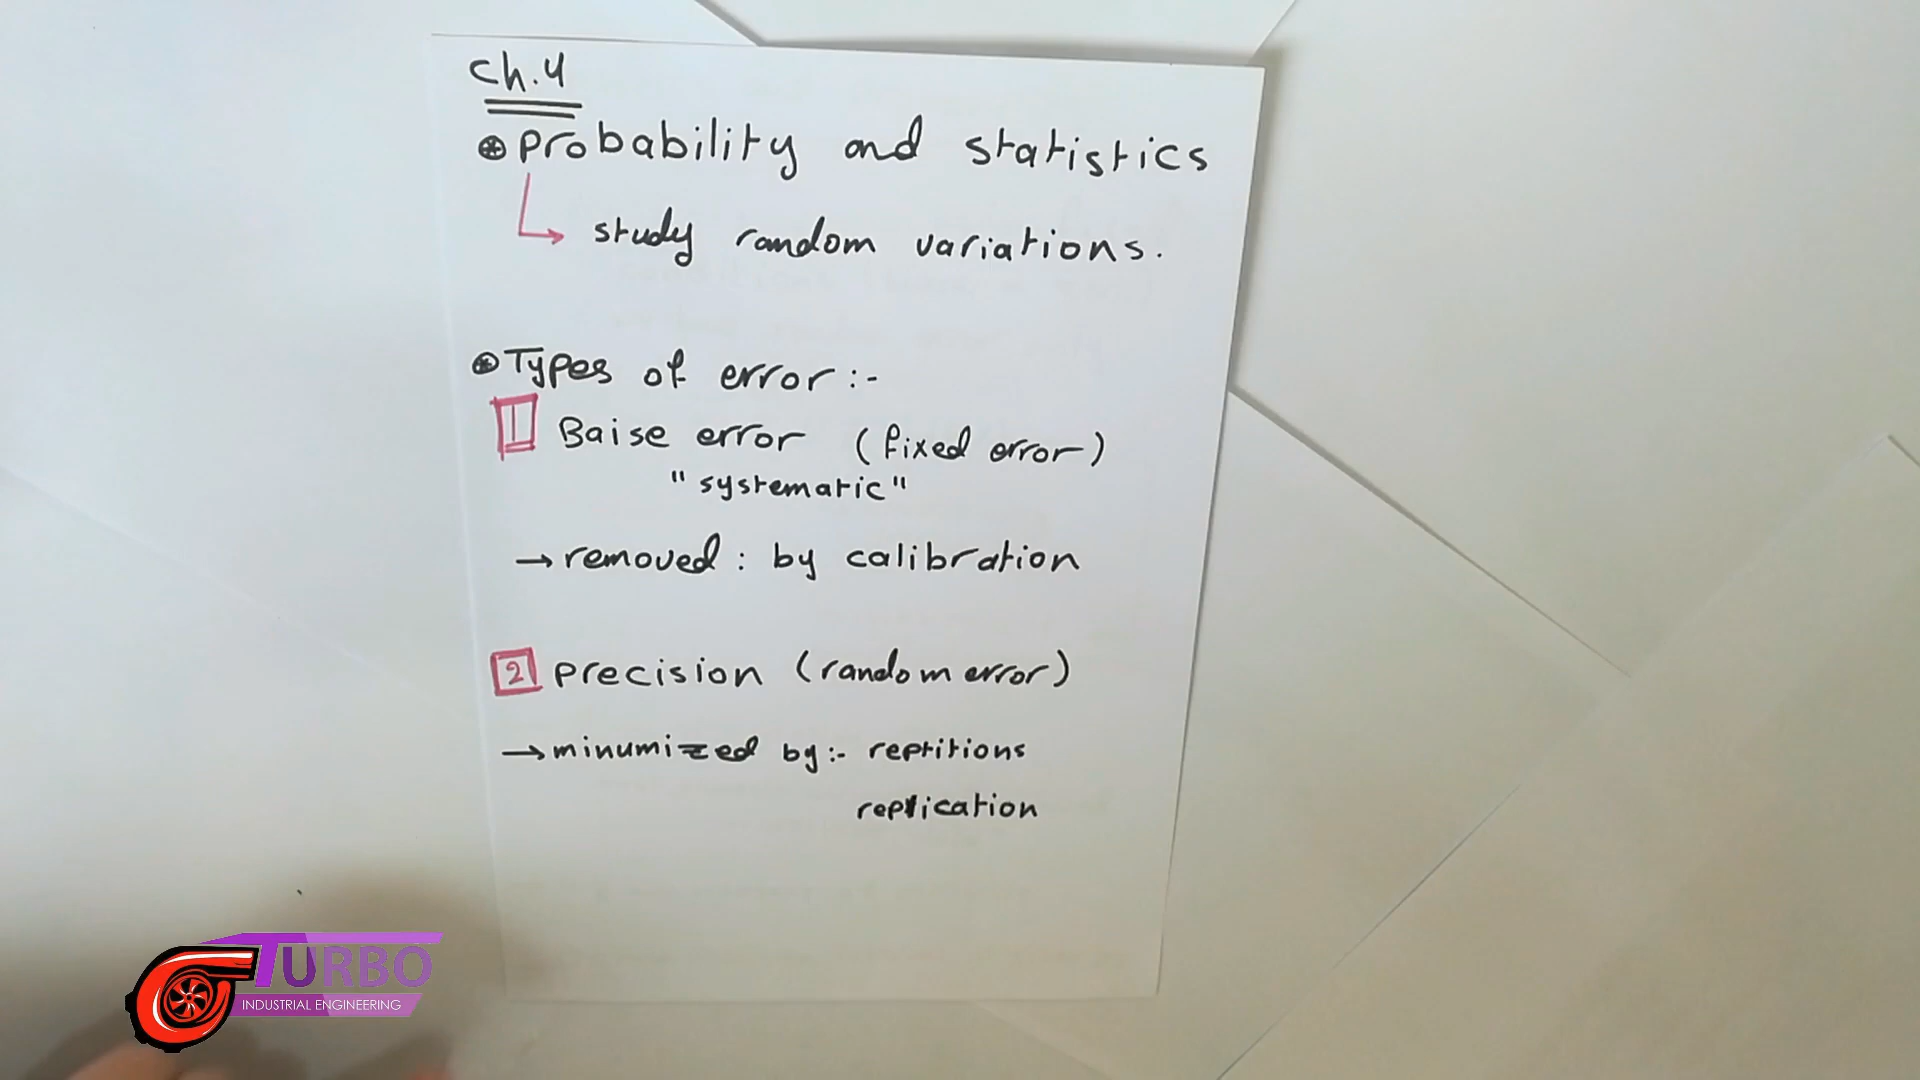 Ch.4
⊛ Probability and statistics
↳ study random variations.
⊛ Types of error :-
1 Baise error (fixed error)
"systematic"
→ removed : by calibration
2 precision (random error)
→ minumized by :- reptitions
replication
TURBO
INDUSTRIAL ENGINEERING